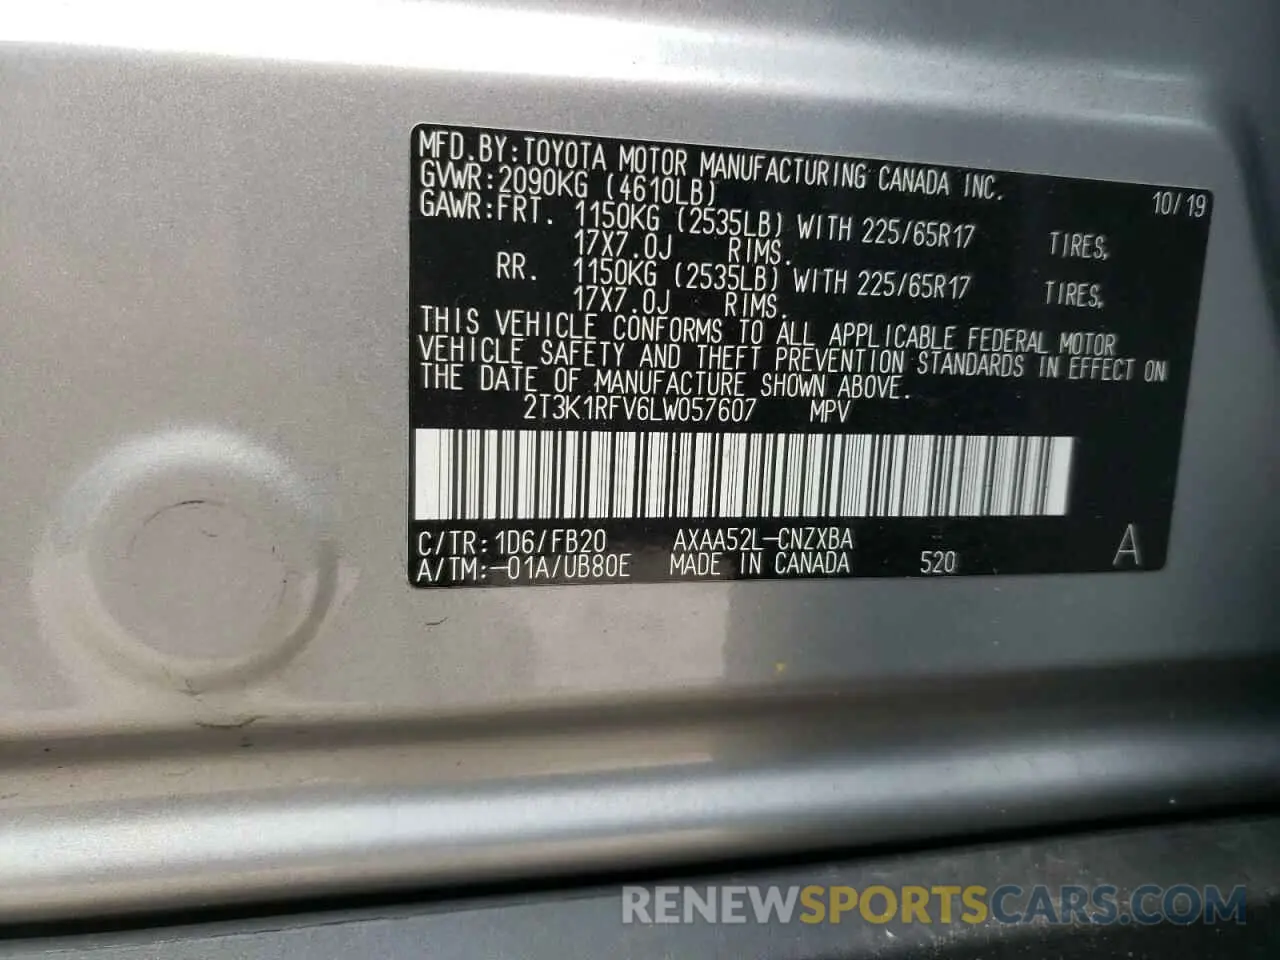 MFD.BY:TOYOTA MOTOR MANUFACTURING CANADA INC. 10/19
GVWR:2090KG (4610LB)
GAWR:FRT. 1150KG (2535LB) WITH 225/65R17 TIRES,
17X7.0J RIMS.
RR. 1150KG (2535LB) WITH 225/65R17 TIRES,
17X7.0J RIMS.
THIS VEHICLE CONFORMS TO ALL APPLICABLE FEDERAL MOTOR
VEHICLE SAFETY AND THEFT PREVENTION STANDARDS IN EFFECT ON
THE DATE OF MANUFACTURE SHOWN ABOVE.
2T3K1RFV6LW057607 MPV
C/TR:1D6/FB20 AXAA52L-CNZXBA --
A/TM:-01A/UB80E MADE IN CANADA 520 A
RENEWSPORTSCARS.COM